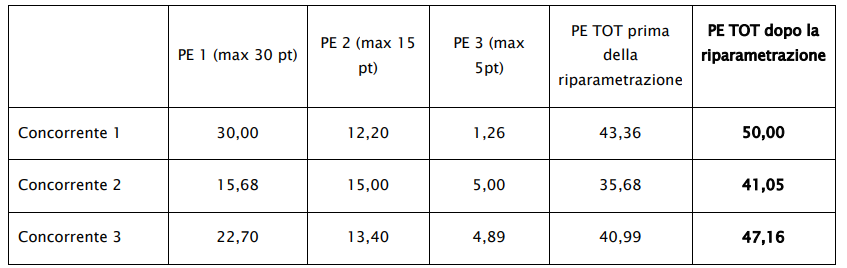 PE 1 (max 30 pt)
PE 2 (max 15
pt)
PE 3 (max
5pt)
PE TOT prima
della
riparametrazione
PE TOT dopo la
riparametrazione
Concorrente 1 30,00 12,20 1,26 43,36 50,00
Concorrente 2 15,68 15,00 5,00 35,68 41,05
Concorrente 3 22,70 13,40 4,89 40,99 47,16